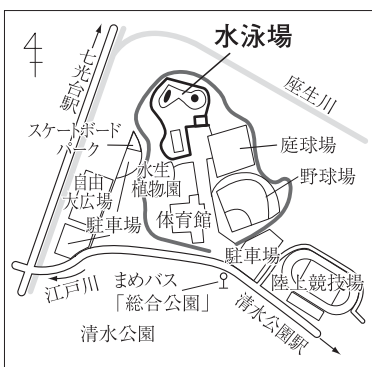 水泳場
七光台駅
座生川
スケートボード
パーク
水生
植物園
庭球場
野球場
自由
大広場
駐車場
体育館
駐車場
陸上競技場
江戸川
まめバス
「総合公園」
清水公園駅
清水公園